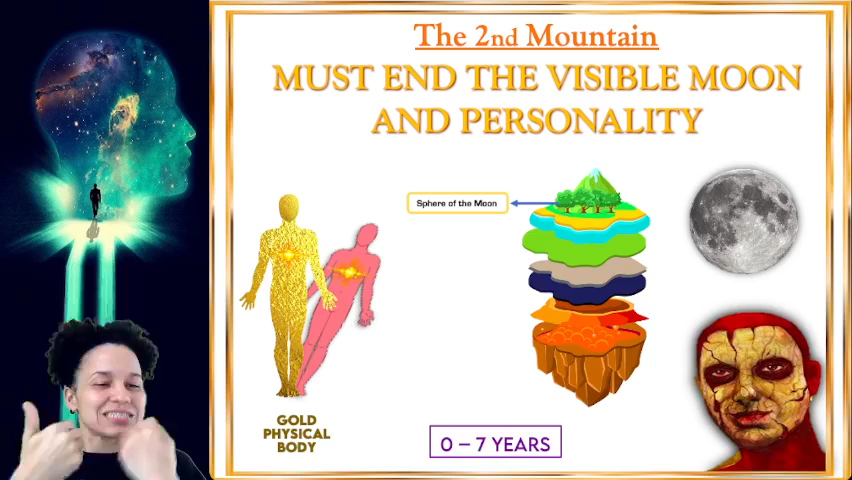 The 2nd Mountain
MUST END THE VISIBLE MOON
AND PERSONALITY
Sphere of the Moon
GOLD
PHYSICAL
BODY
0 – 7 YEARS